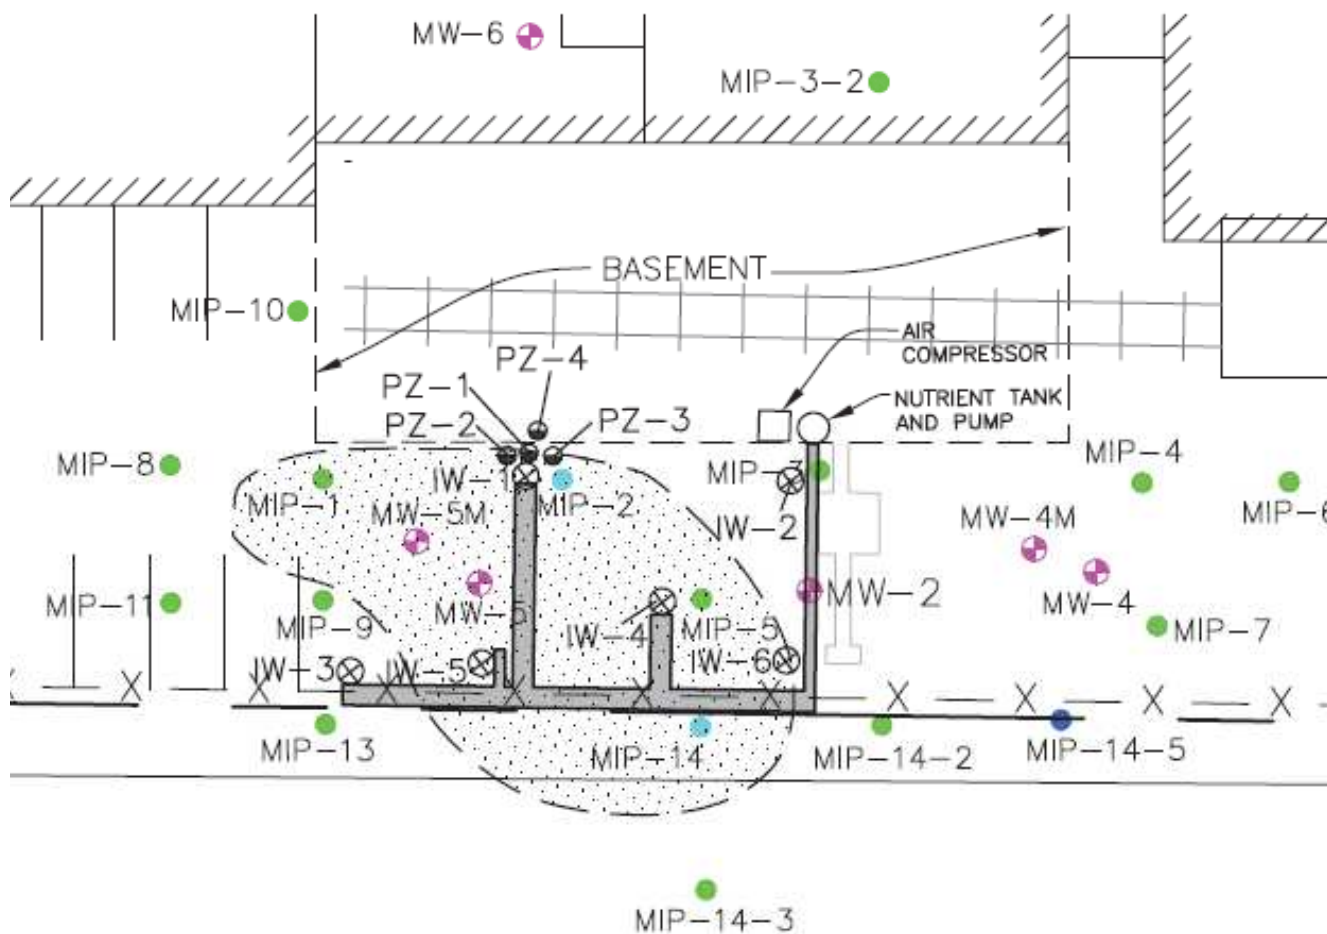 MW-6
MIP-3-2
BASEMENT
MIP-10
AIR
COMPRESSOR
PZ-4
PZ-1
PZ-2
PZ-3
NUTRIENT TANK
AND PUMP
MIP-8
MIP-3
MIP-4
IW-1
MIP-1
MIP-2
MW-5M
IW-2
MW-4M
MIP-6
MIP-11
MIP-9
MW-5
IW-4
MIP-5
MW-2
MW-4
MIP-7
IW-3
IW-5
IW-6
MIP-13
MIP-14
MIP-14-2
MIP-14-5
MIP-14-3